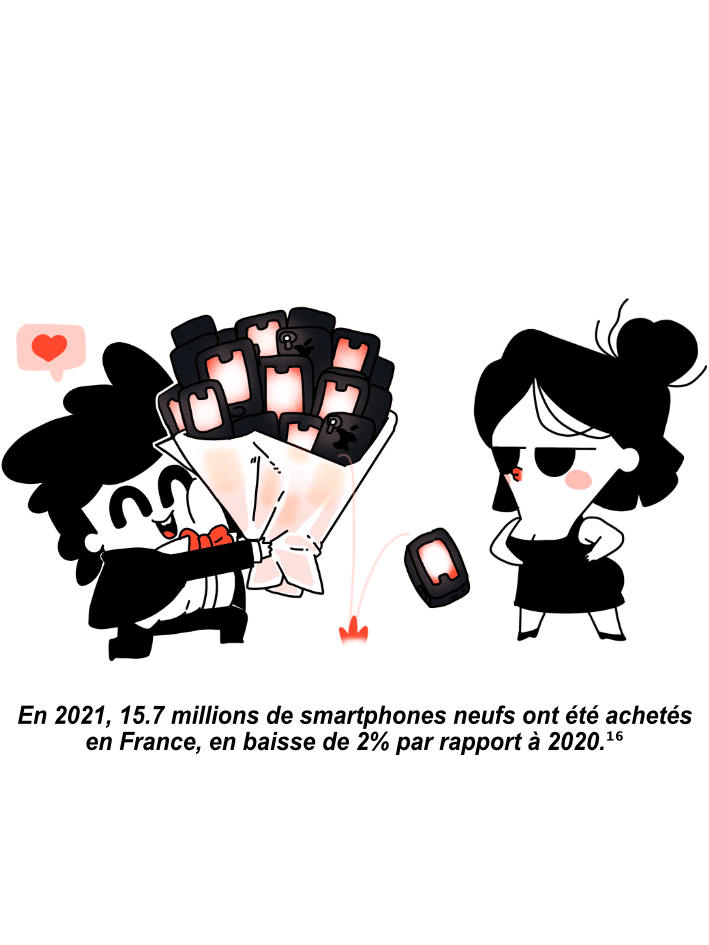 En 2021, 15.7 millions de smartphones neufs ont été achetés
en France, en baisse de 2% par rapport à 2020.¹⁶